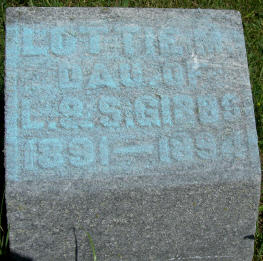 LOTTIE M.
DAU. OF
L. & S. GIBBS
1891 — 1894